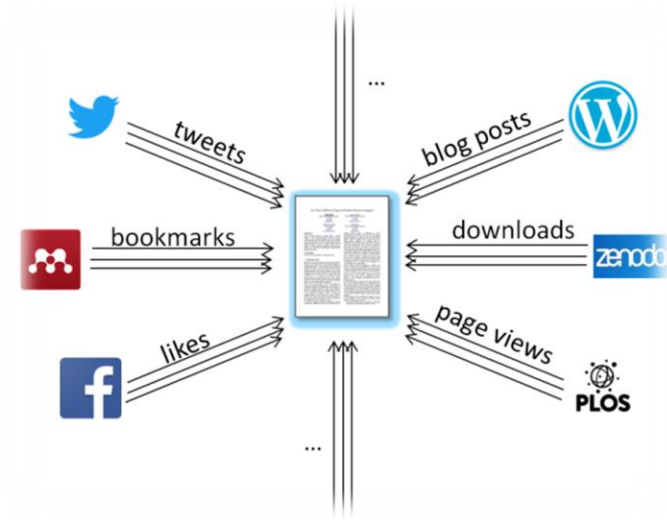 ...
tweets
blog posts
bookmarks
downloads
zenodo
likes
page views
PLOS
...